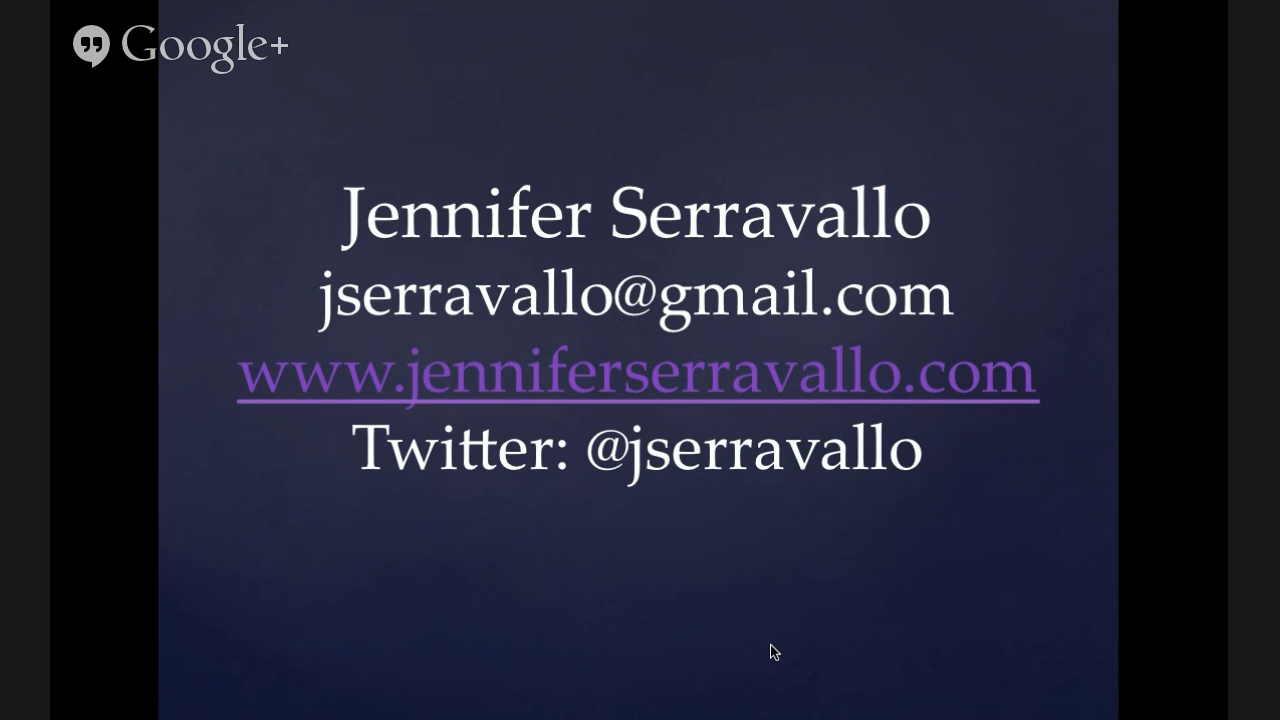 Google+
Jennifer Serravallo
jserravallo@gmail.com
www.jenniferserravallo.com
Twitter: @jserravallo